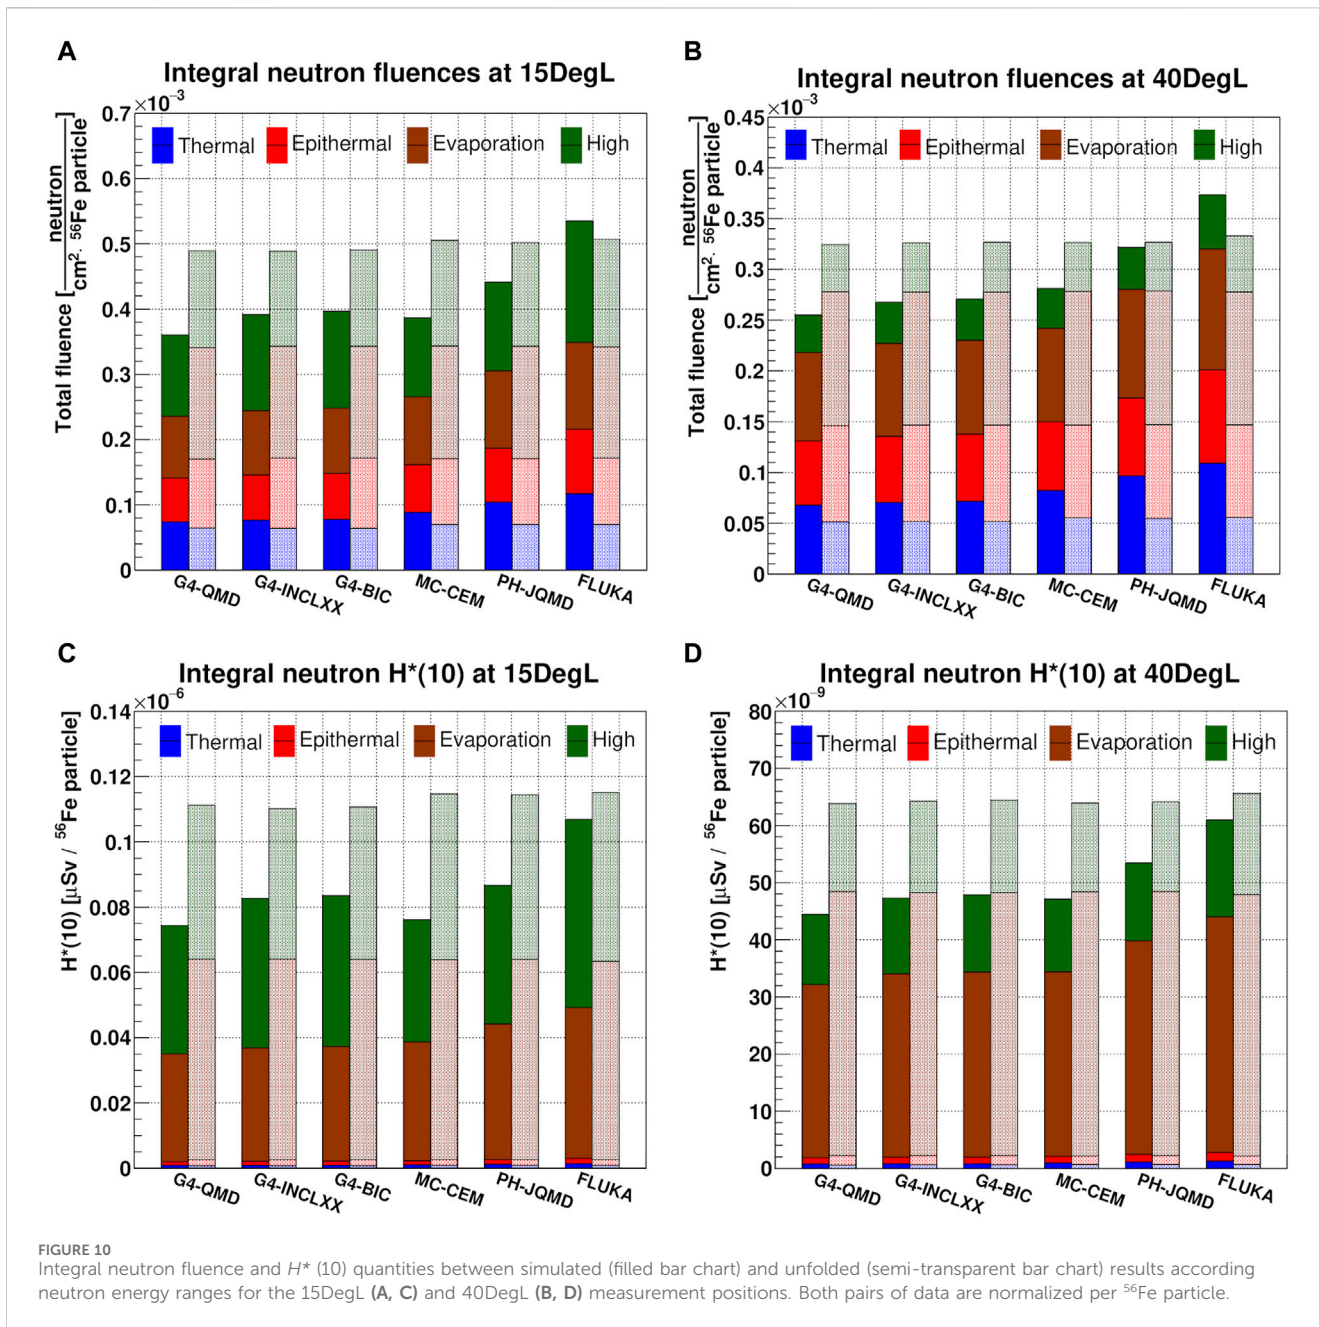 A
Integral neutron fluences at 15DegL
×10⁻³
Total fluence [neutron / cm². ⁵⁶Fe particle]
0.7
0.6
0.5
0.4
0.3
0.2
0.1
0
Thermal Epithermal Evaporation High
G4-QMD G4-INCLXX G4-BIC MC-CEM PH-JQMD FLUKA
B
Integral neutron fluences at 40DegL
×10⁻³
Total fluence [neutron / cm². ⁵⁶Fe particle]
0.45
0.4
0.35
0.3
0.25
0.2
0.15
0.1
0.05
0
Thermal Epithermal Evaporation High
G4-QMD G4-INCLXX G4-BIC MC-CEM PH-JQMD FLUKA
C
Integral neutron H*(10) at 15DegL
×10⁻⁶
H*(10) [μSv / ⁵⁶Fe particle]
0.14
0.12
0.1
0.08
0.06
0.04
0.02
0
Thermal Epithermal Evaporation High
G4-QMD G4-INCLXX G4-BIC MC-CEM PH-JQMD FLUKA
D
Integral neutron H*(10) at 40DegL
×10⁻⁹
H*(10) [μSv / ⁵⁶Fe particle]
80
70
60
50
40
30
20
10
0
Thermal Epithermal Evaporation High
G4-QMD G4-INCLXX G4-BIC MC-CEM PH-JQMD FLUKA
FIGURE 10
Integral neutron fluence and H* (10) quantities between simulated (filled bar chart) and unfolded (semi-transparent bar chart) results according
neutron energy ranges for the 15DegL (A, C) and 40DegL (B, D) measurement positions. Both pairs of data are normalized per ⁵⁶Fe particle.